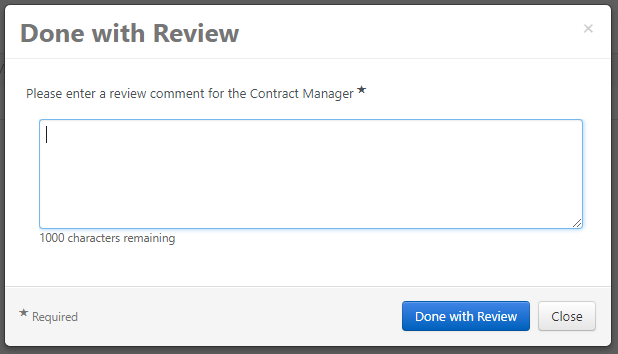 Done with Review
×
Please enter a review comment for the Contract Manager ★
1000 characters remaining
★ Required
Done with Review
Close